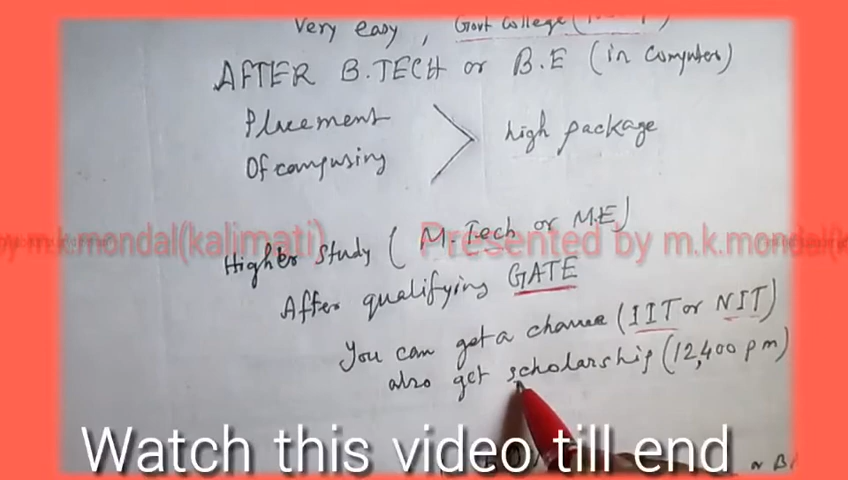 very easy, Govt College
AFTER B.TECH or B.E (in Computer)
Placement
Of campusing
high package
by m.k.mondal(kalimati) Presented by m.k.mondal(
Higher Study ( M.Tech or M.E)
After qualifying GATE
You can get a chance (IIT or NIT)
also get scholarship (12,400 pm)
Watch this video till end